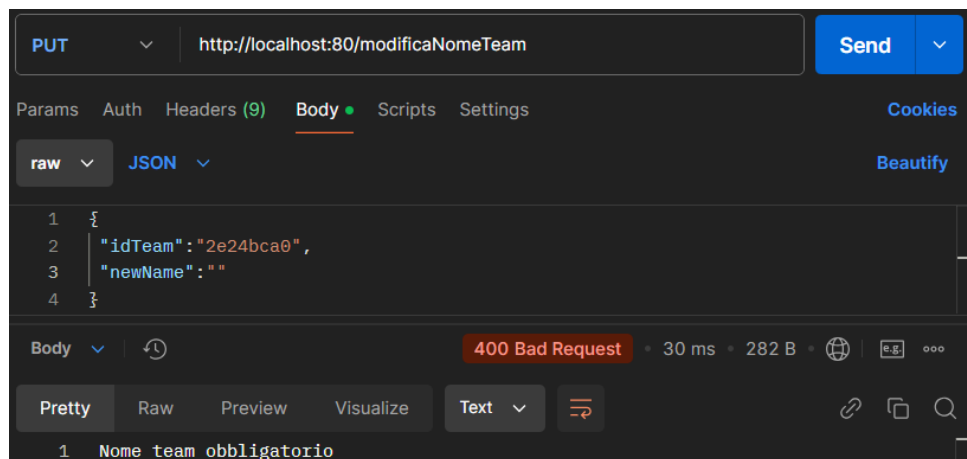 PUT http://localhost:80/modificaNomeTeam Send
Params Auth Headers (9) Body Scripts Settings Cookies
raw JSON Beautify
1 {
2 "idTeam":"2e24bca0",
3 "newName":""
4 }
Body 400 Bad Request 30 ms 282 B e.g.
Pretty Raw Preview Visualize Text
1 Nome team obbligatorio